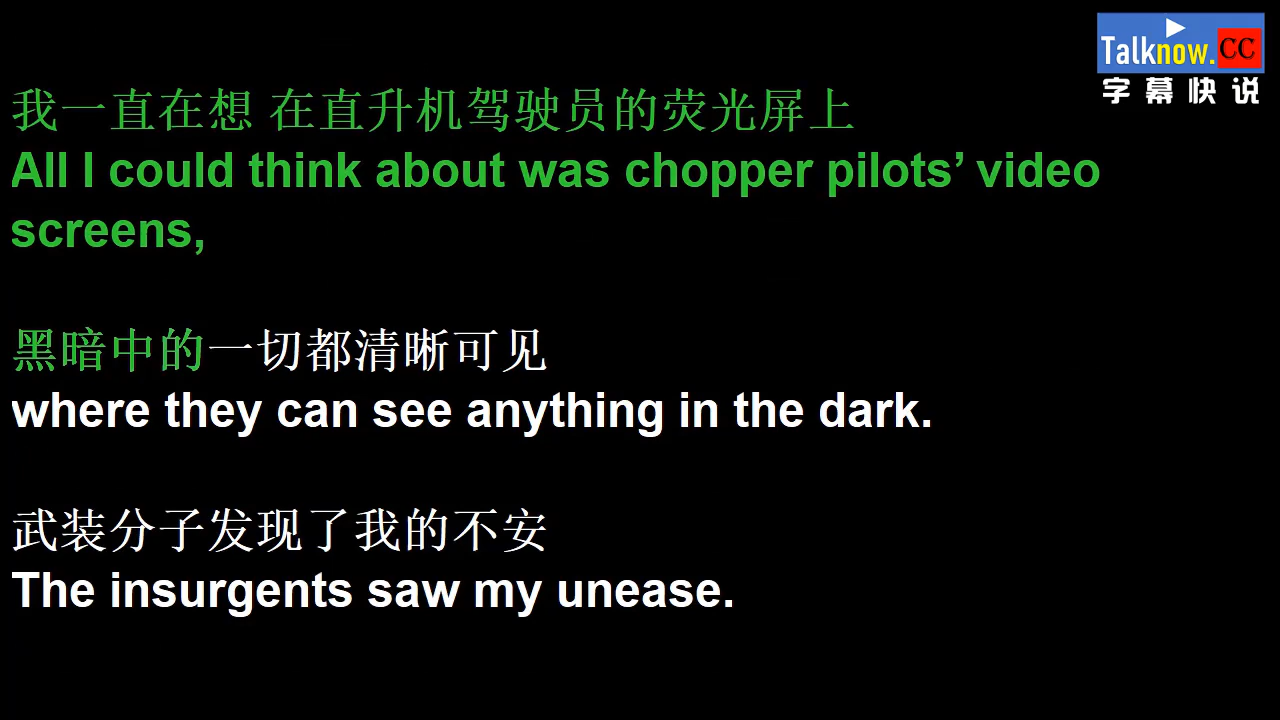 Talknow.CC
字幕快说
我一直在想 在直升机驾驶员的荧光屏上
All I could think about was chopper pilots’ video
screens,
黑暗中的一切都清晰可见
where they can see anything in the dark.
武装分子发现了我的不安
The insurgents saw my unease.